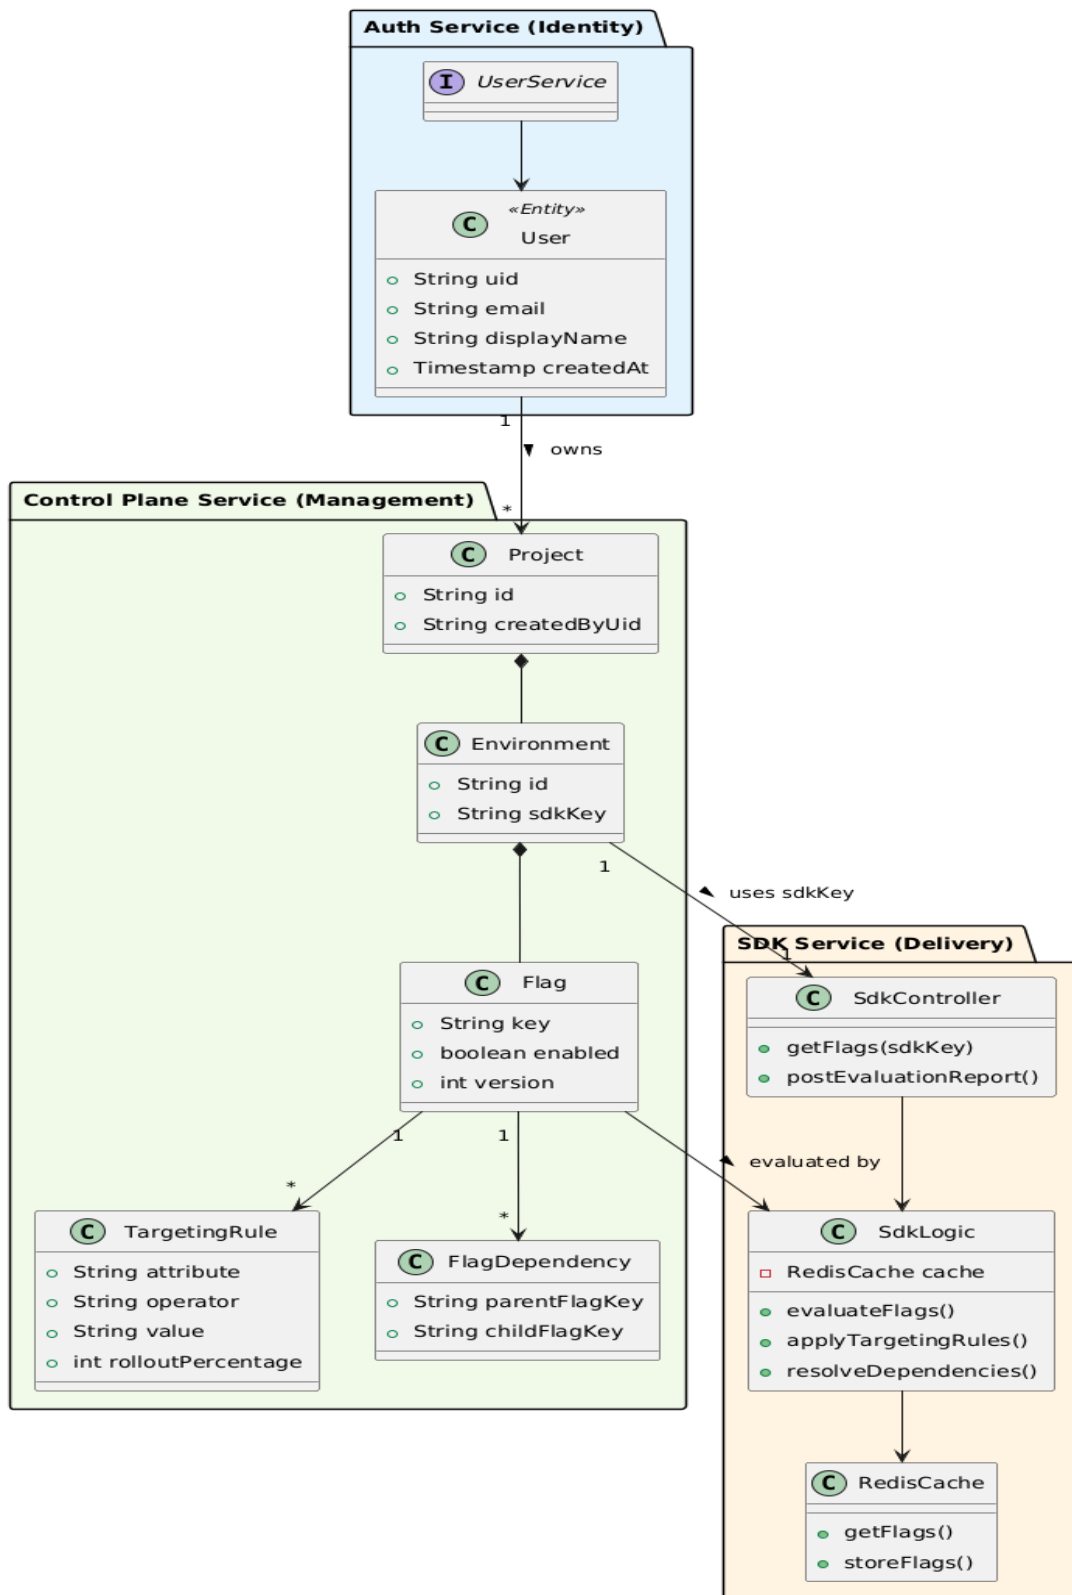 Auth Service (Identity)
I UserService
«Entity»
C User
String uid
String email
String displayName
Timestamp createdAt
1
owns
Control Plane Service (Management)
*
C Project
String id
String createdByUid
C Environment
String id
String sdkKey
1
uses sdkKey
SDK Service (Delivery)
1
C Flag
String key
boolean enabled
int version
C SdkController
getFlags(sdkKey)
postEvaluationReport()
1
1
evaluated by
*
*
C TargetingRule
String attribute
String operator
String value
int rolloutPercentage
C FlagDependency
String parentFlagKey
String childFlagKey
C SdkLogic
RedisCache cache
evaluateFlags()
applyTargetingRules()
resolveDependencies()
C RedisCache
getFlags()
storeFlags()